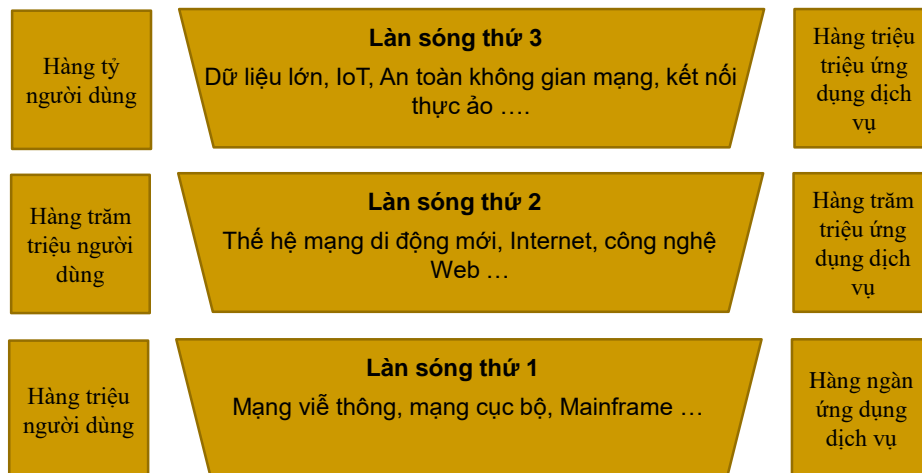 Hàng tỷ
người dùng
Làn sóng thứ 3
Dữ liệu lớn, IoT, An toàn không gian mạng, kết nối
thực ảo ….
Hàng triệu
triệu ứng
dụng dịch
vụ
Hàng trăm
triệu người
dùng
Làn sóng thứ 2
Thế hệ mạng di động mới, Internet, công nghệ
Web …
Hàng trăm
triệu ứng
dụng dịch
vụ
Hàng triệu
người dùng
Làn sóng thứ 1
Mạng viễ thông, mạng cục bộ, Mainframe …
Hàng ngàn
ứng dụng
dịch vụ